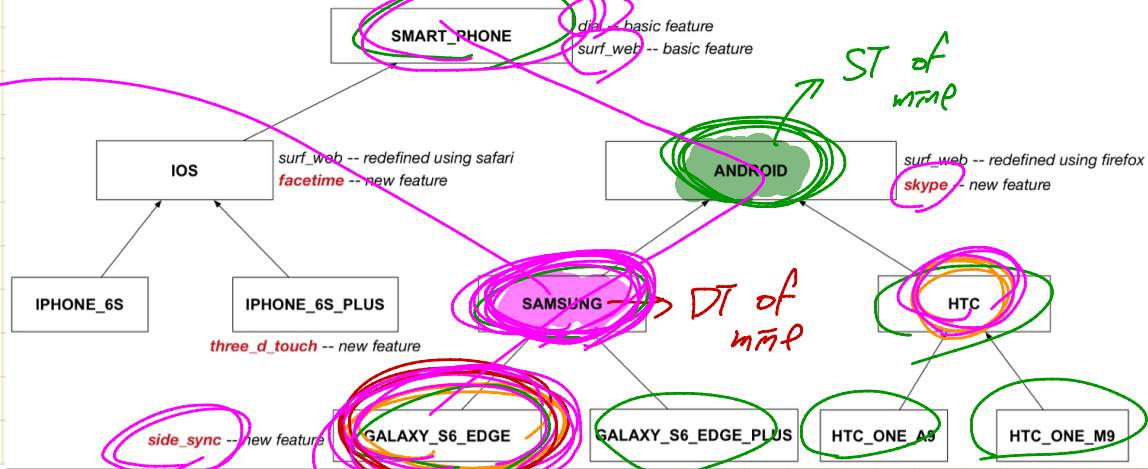 SMART_PHONE
dial -- basic feature
surf_web -- basic feature
ST of
mine
IOS
surf_web -- redefined using safari
facetime -- new feature
ANDROID
surf_web -- redefined using firefox
skype -- new feature
IPHONE_6S
IPHONE_6S_PLUS
SAMSUNG
DT of
mine
HTC
three_d_touch -- new feature
side_sync -- new feature
GALAXY_S6_EDGE
GALAXY_S6_EDGE_PLUS
HTC_ONE_A9
HTC_ONE_M9